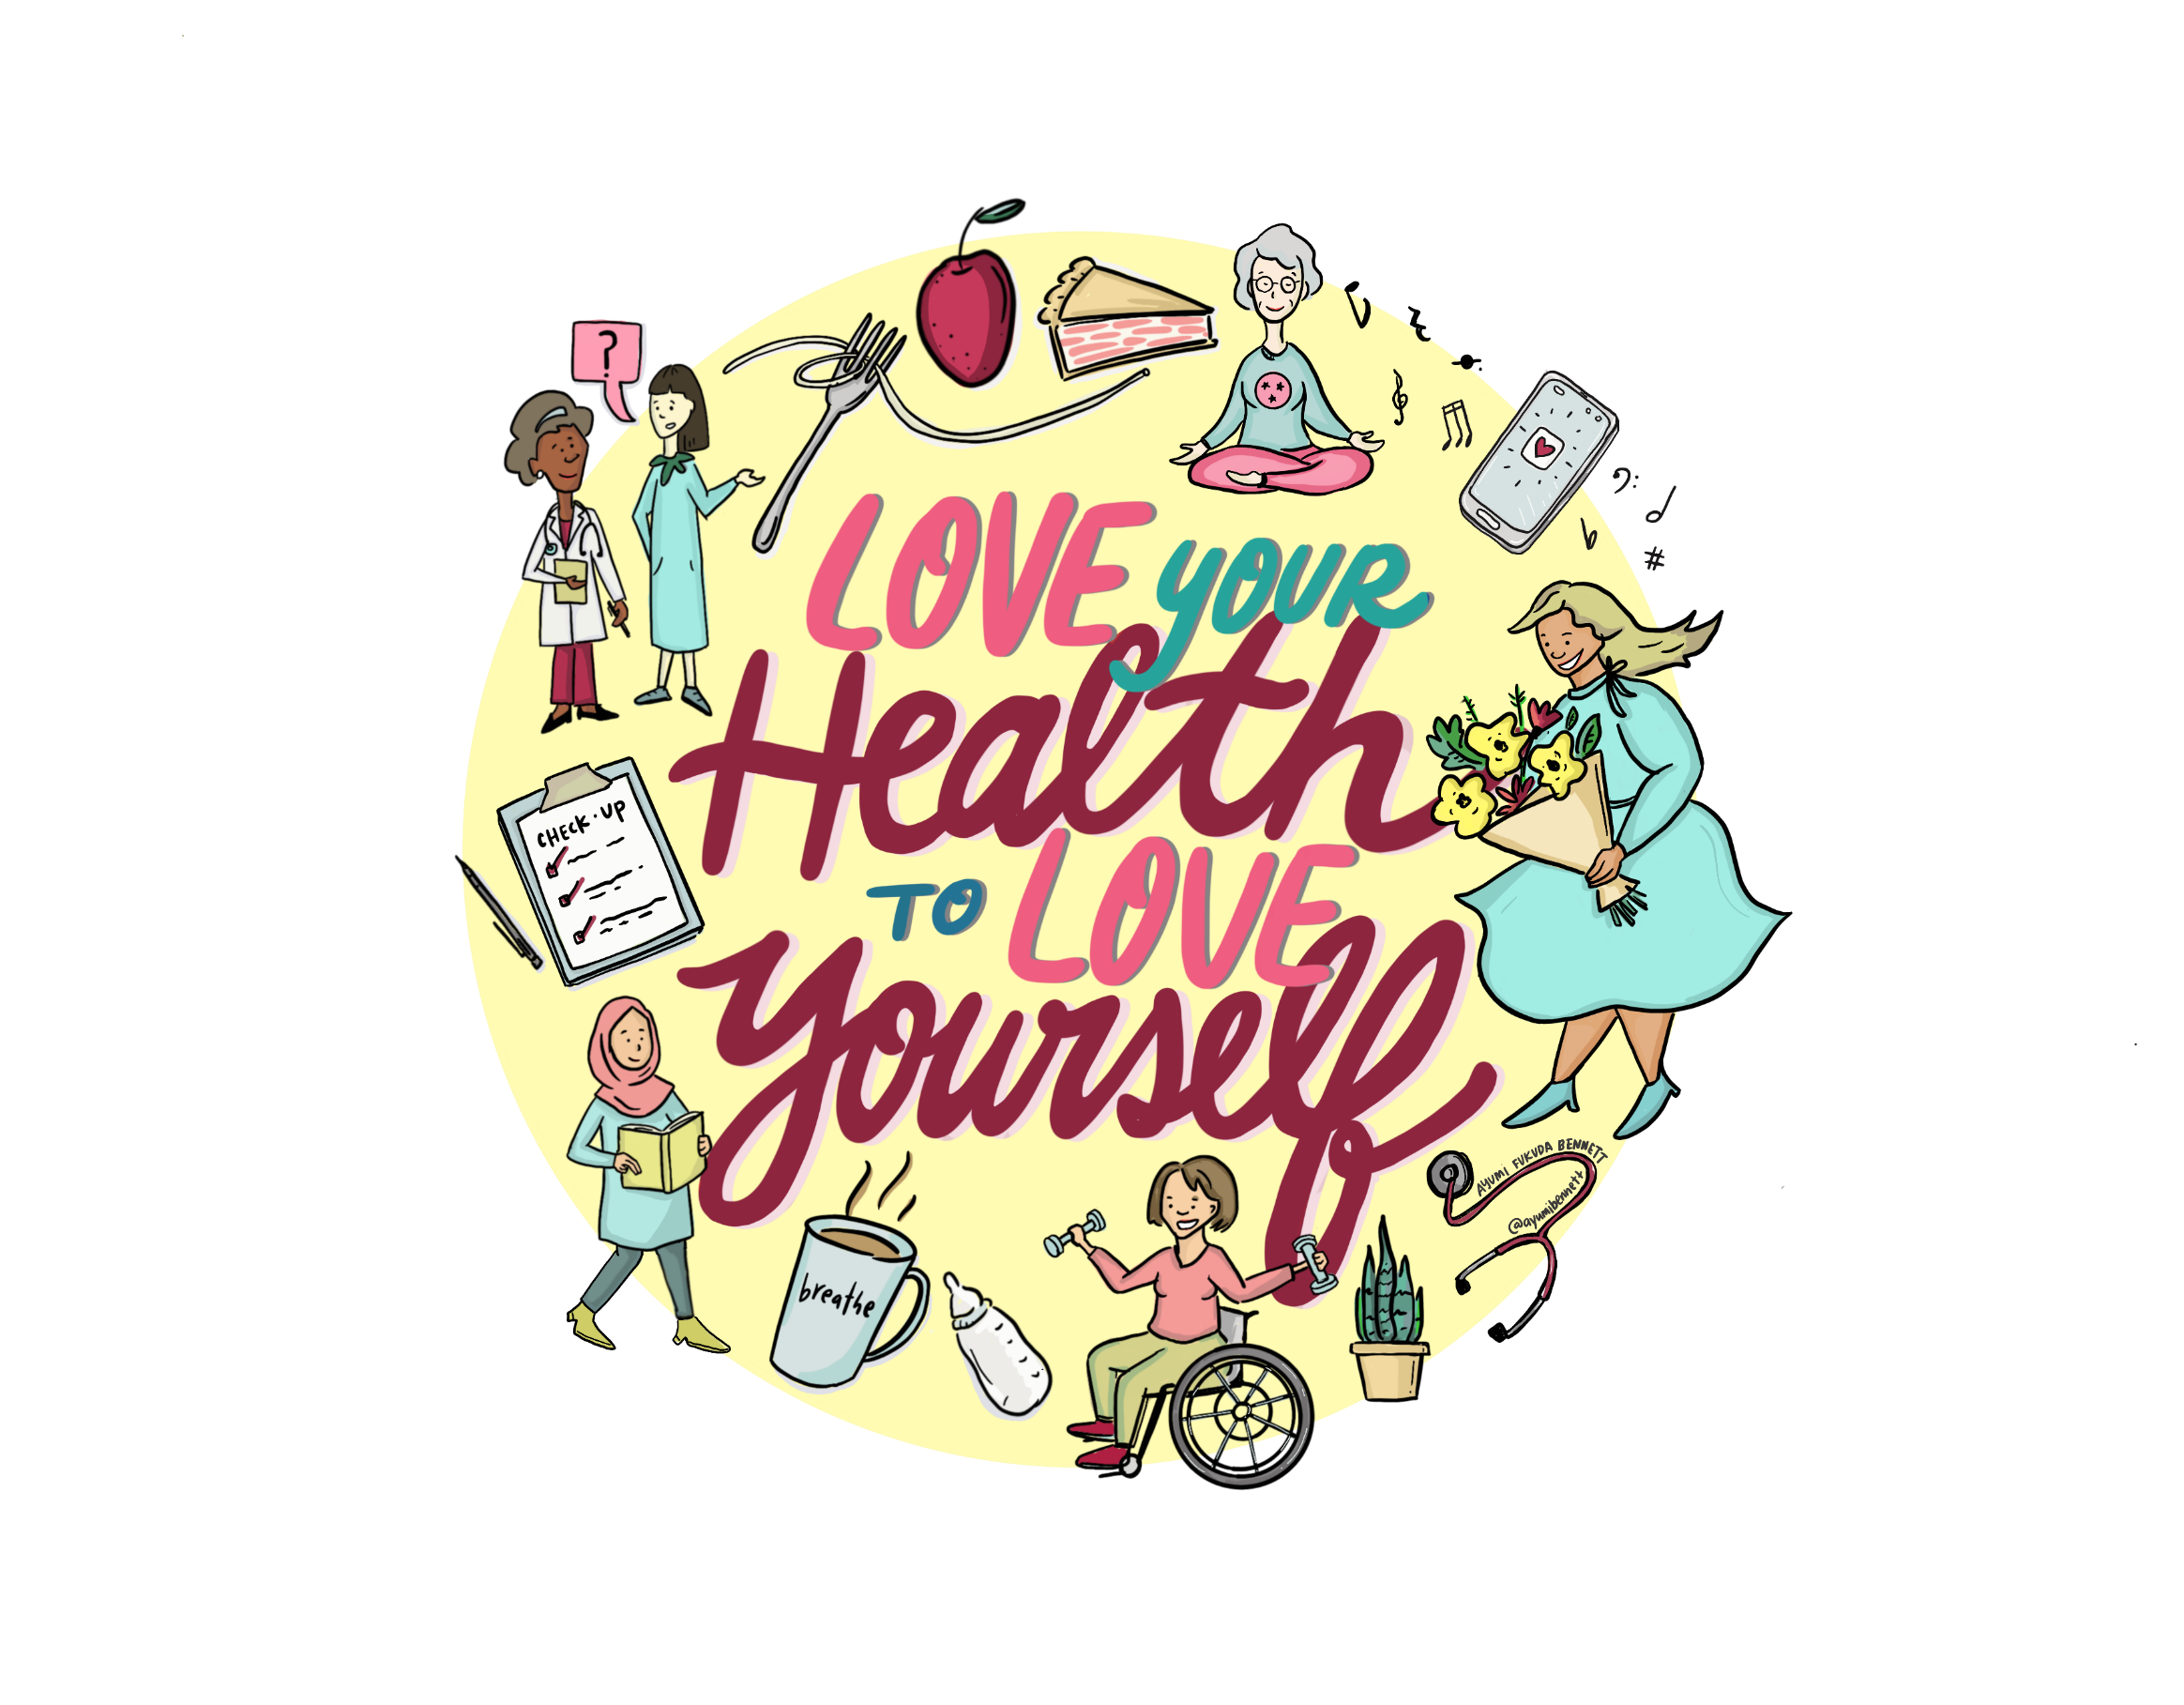 ?
LOVE YOUR
Health
TO LOVE
yourself
CHECK-UP
breathe
AYUMI FUKUDA BENNETT
@ayumibennett